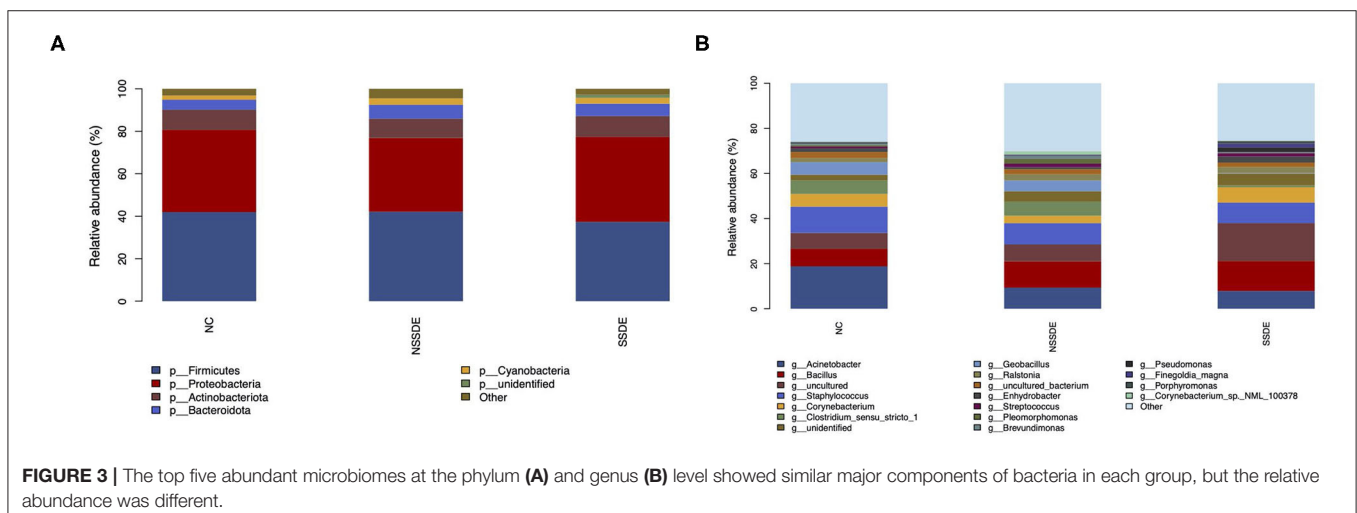 A
Relative abundance (%)
100
80
60
40
20
0
NC
NSSDE
SSDE
p__Firmicutes
p__Proteobacteria
p__Actinobacteriota
p__Bacteroidota
p__Cyanobacteria
p__unidentified
Other
B
Relative abundance (%)
100
80
60
40
20
0
NC
NSSDE
SSDE
g__Acinetobacter
g__Bacillus
g__uncultured
g__Staphylococcus
g__Corynebacterium
g__Clostridium_sensu_stricto_1
g__unidentified
g__Geobacillus
g__Ralstonia
g__uncultured_bacterium
g__Enhydrobacter
g__Streptococcus
g__Pleomorphomonas
g__Brevundimonas
g__Pseudomonas
g__Finegoldia_magna
g__Porphyromonas
g__Corynebacterium_sp._NML_100378
Other
FIGURE 3 | The top five abundant microbiomes at the phylum (A) and genus (B) level showed similar major components of bacteria in each group, but the relative
abundance was different.